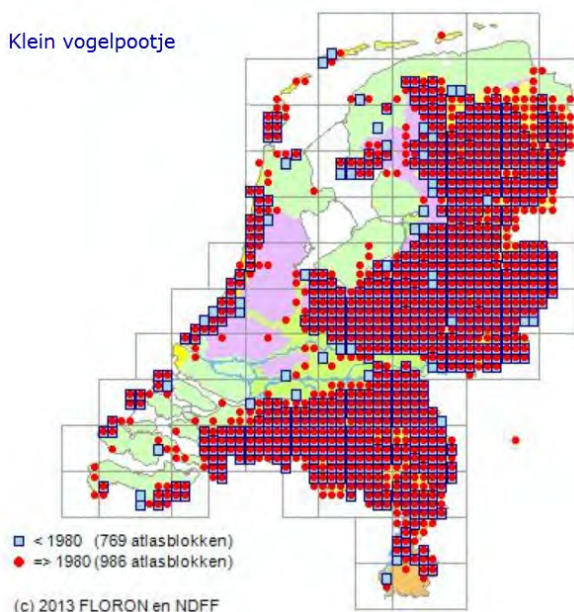 Klein vogelpootje
< 1980 (769 atlasblokken)
=> 1980 (986 atlasblokken)
(c) 2013 FLORON en NDFF